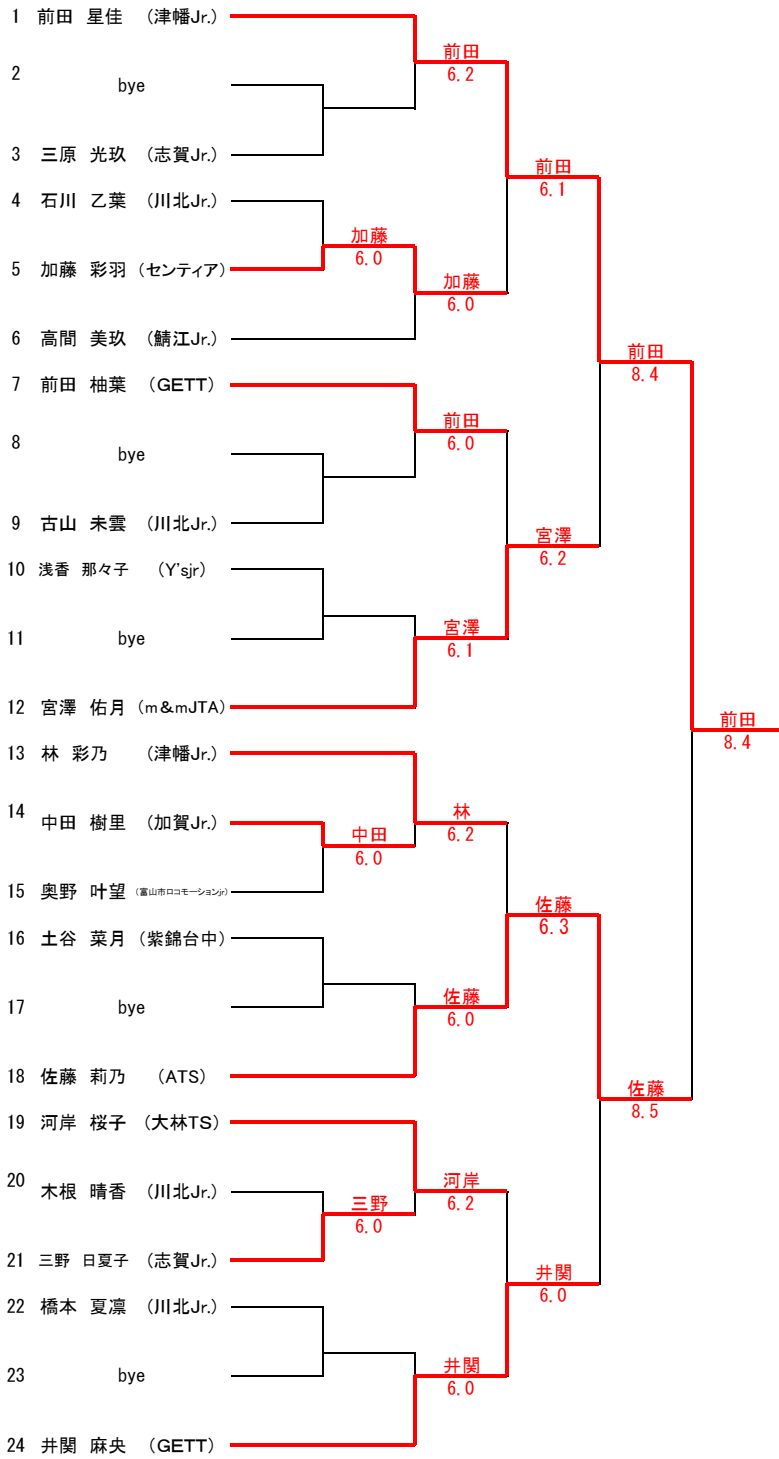 1 前田 星佳 (津幡Jr.)
前田
6.2
2 bye
3 三原 光玖 (志賀Jr.)
前田
6.1
4 石川 乙葉 (川北Jr.)
加藤
6.0
5 加藤 彩羽 (センティア)
加藤
6.0
6 高間 美玖 (鯖江Jr.)
前田
8.4
7 前田 柚葉 (GETT)
前田
6.0
8 bye
9 古山 未雲 (川北Jr.)
宮澤
6.2
10 浅香 那々子 (Y'sjr)
11 bye
宮澤
6.1
12 宮澤 佑月 (m&mJTA)
前田
8.4
13 林 彩乃 (津幡Jr.)
林
6.2
14 中田 樹里 (加賀Jr.)
中田
6.0
15 奥野 叶望 (富山市ロコモーションjr)
佐藤
6.3
16 土谷 菜月 (紫錦台中)
17 bye
佐藤
6.0
18 佐藤 莉乃 (ATS)
佐藤
8.5
19 河岸 桜子 (大林TS)
河岸
6.2
20 木根 晴香 (川北Jr.)
三野
6.0
21 三野 日夏子 (志賀Jr.)
井関
6.0
22 橋本 夏凛 (川北Jr.)
23 bye
井関
6.0
24 井関 麻央 (GETT)